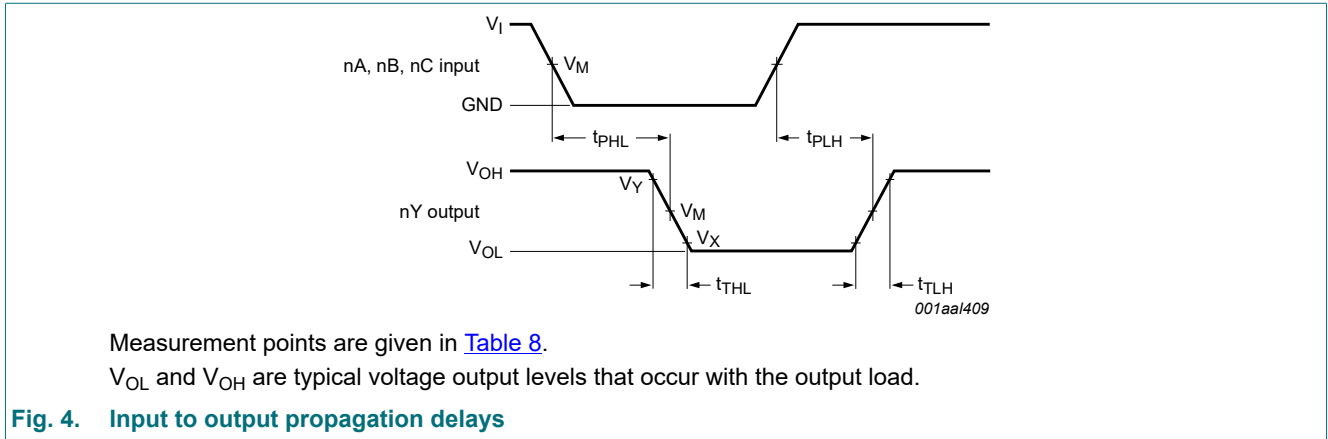 V_I
nA, nB, nC input
V_M
GND
t_PHL
t_PLH
V_OH
V_Y
nY output
V_M
V_X
V_OL
t_THL
t_TLH
001aal409
Measurement points are given in Table 8.
V_OL and V_OH are typical voltage output levels that occur with the output load.
Fig. 4. Input to output propagation delays